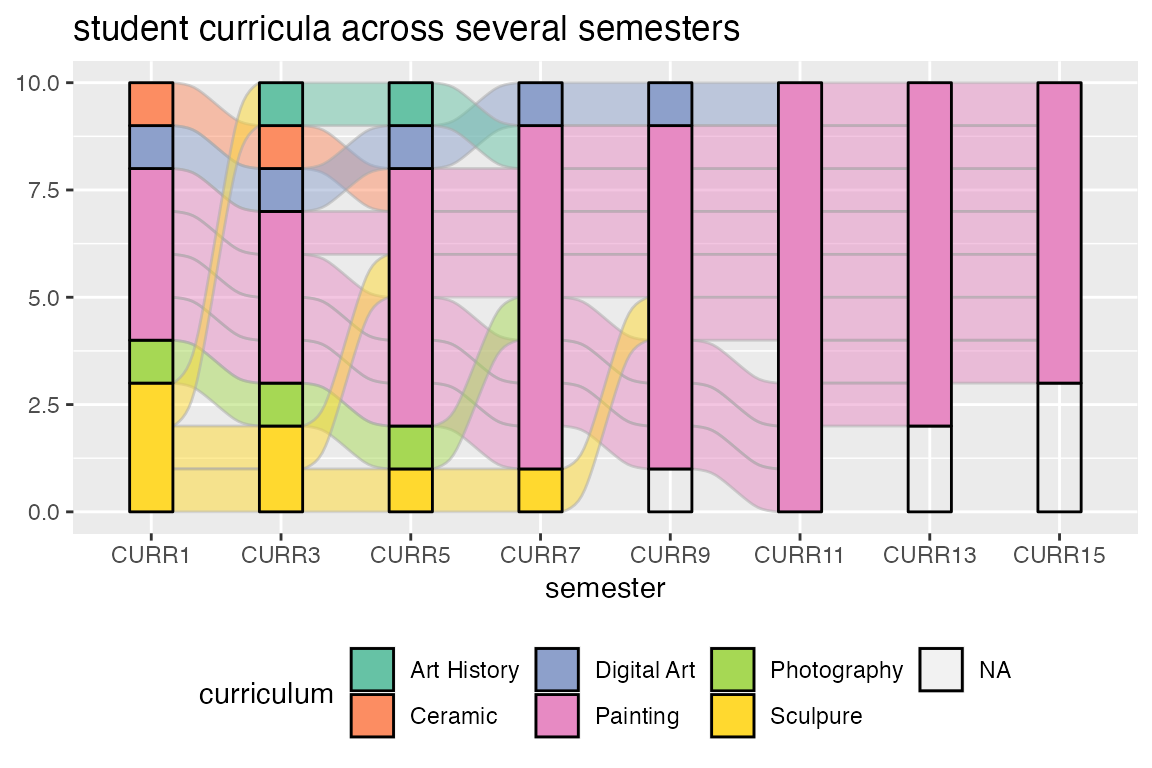 student curricula across several semesters
10.0
7.5
5.0
2.5
0.0
CURR1 CURR3 CURR5 CURR7 CURR9 CURR11 CURR13 CURR15
semester
curriculum
Art History Digital Art Photography NA
Ceramic Painting Sculpure